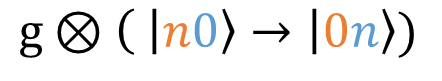 g ⊗ ( |n0⟩ → |0n⟩)